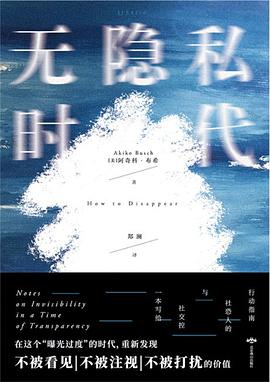 无隐私
时代
Akiko Busch
[美]阿奇科·布希
著
How to Disappear
郑澜
译
Notes
on Invisibility
in a Time
of Transparency
一本写给
社交控
与
社恐人的
行动指南
在这个“曝光过度”的时代,重新发现
不被看见|不被注视|不被打扰的价值